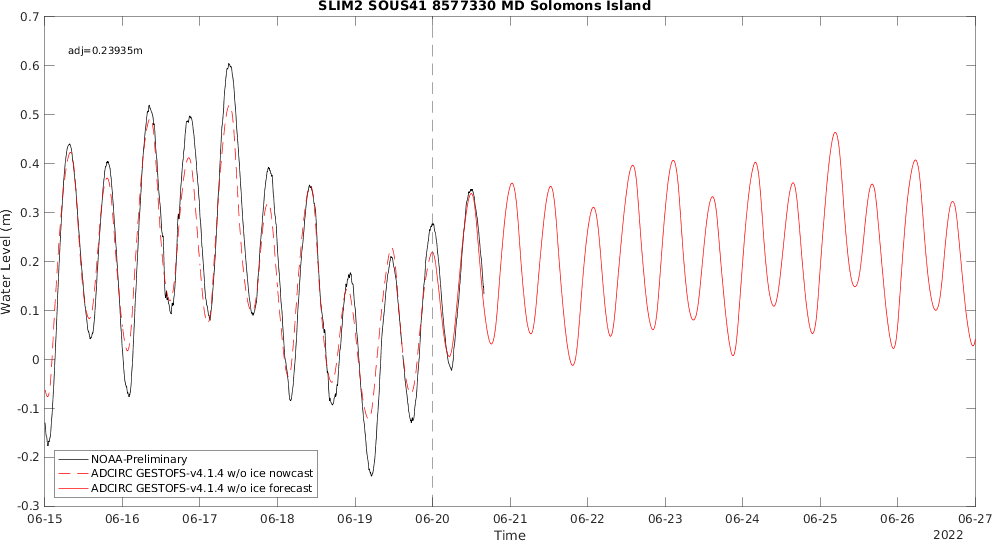 SLIM2 SOUS41 8577330 MD Solomons Island
adj=0.23935m
0.7
0.6
0.5
0.4
0.3
0.2
0.1
0
-0.1
-0.2
-0.3
Water Level (m)
NOAA-Preliminary
ADCIRC GESTOFS-v4.1.4 w/o ice nowcast
ADCIRC GESTOFS-v4.1.4 w/o ice forecast
06-15 06-16 06-17 06-18 06-19 06-20 06-21 06-22 06-23 06-24 06-25 06-26 06-27
Time
2022